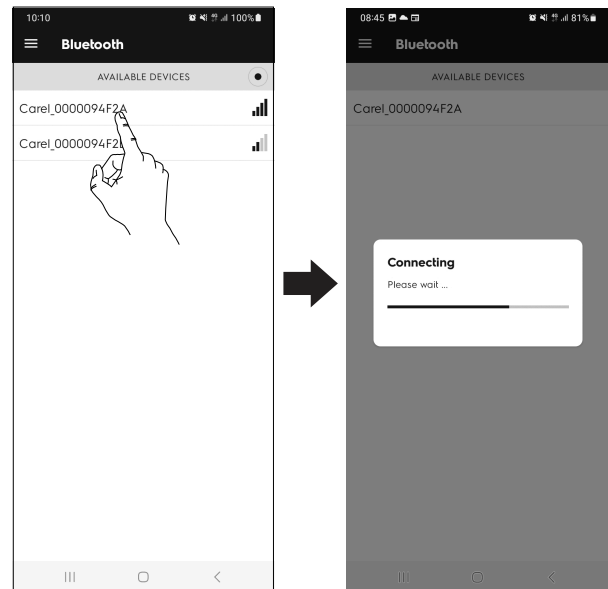 10:10
100%
Bluetooth
AVAILABLE DEVICES
Carel_0000094F2A
Carel_0000094F2
08:45
81%
Bluetooth
AVAILABLE DEVICES
Carel_0000094F2A
Connecting
Please wait ...